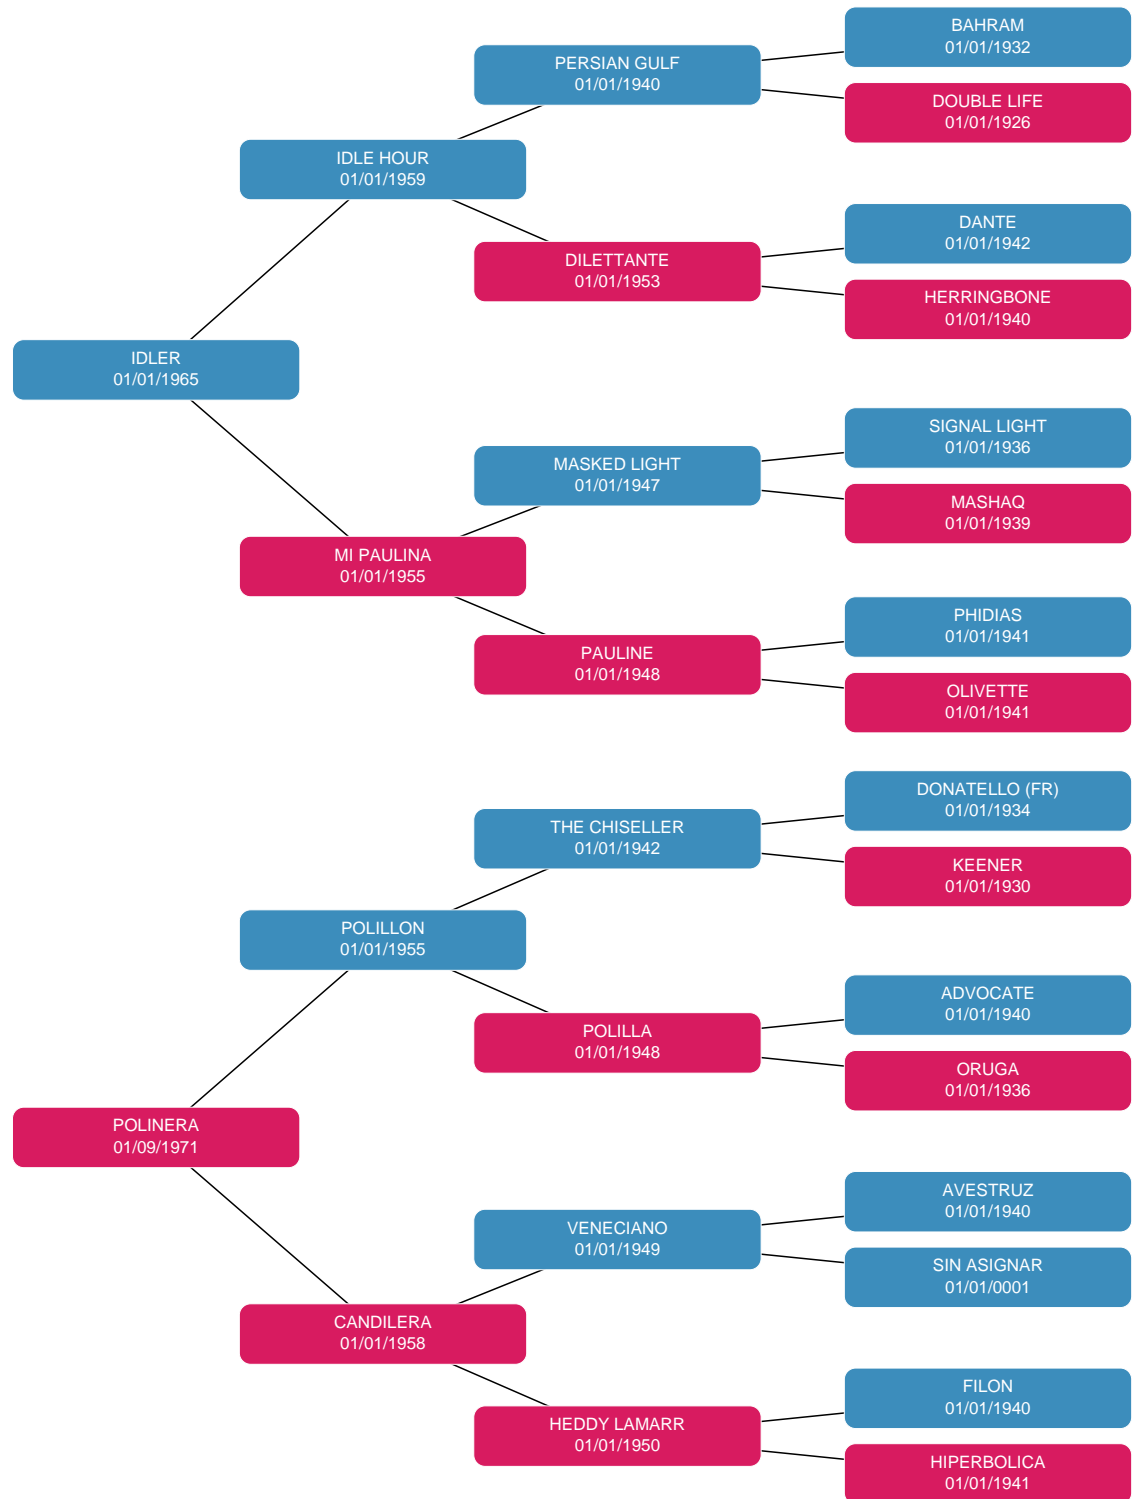 BAHRAM
01/01/1932
PERSIAN GULF
01/01/1940
DOUBLE LIFE
01/01/1926
IDLE HOUR
01/01/1959
DANTE
01/01/1942
DILETTANTE
01/01/1953
HERRINGBONE
01/01/1940
IDLER
01/01/1965
SIGNAL LIGHT
01/01/1936
MASKED LIGHT
01/01/1947
MASHAQ
01/01/1939
MI PAULINA
01/01/1955
PHIDIAS
01/01/1941
PAULINE
01/01/1948
OLIVETTE
01/01/1941
DONATELLO (FR)
01/01/1934
THE CHISELLER
01/01/1942
KEENER
01/01/1930
POLILLON
01/01/1955
ADVOCATE
01/01/1940
POLILLA
01/01/1948
ORUGA
01/01/1936
POLINERA
01/09/1971
AVESTRUZ
01/01/1940
VENECIANO
01/01/1949
SIN ASIGNAR
01/01/0001
CANDILERA
01/01/1958
FILON
01/01/1940
HEDDY LAMARR
01/01/1950
HIPERBOLICA
01/01/1941